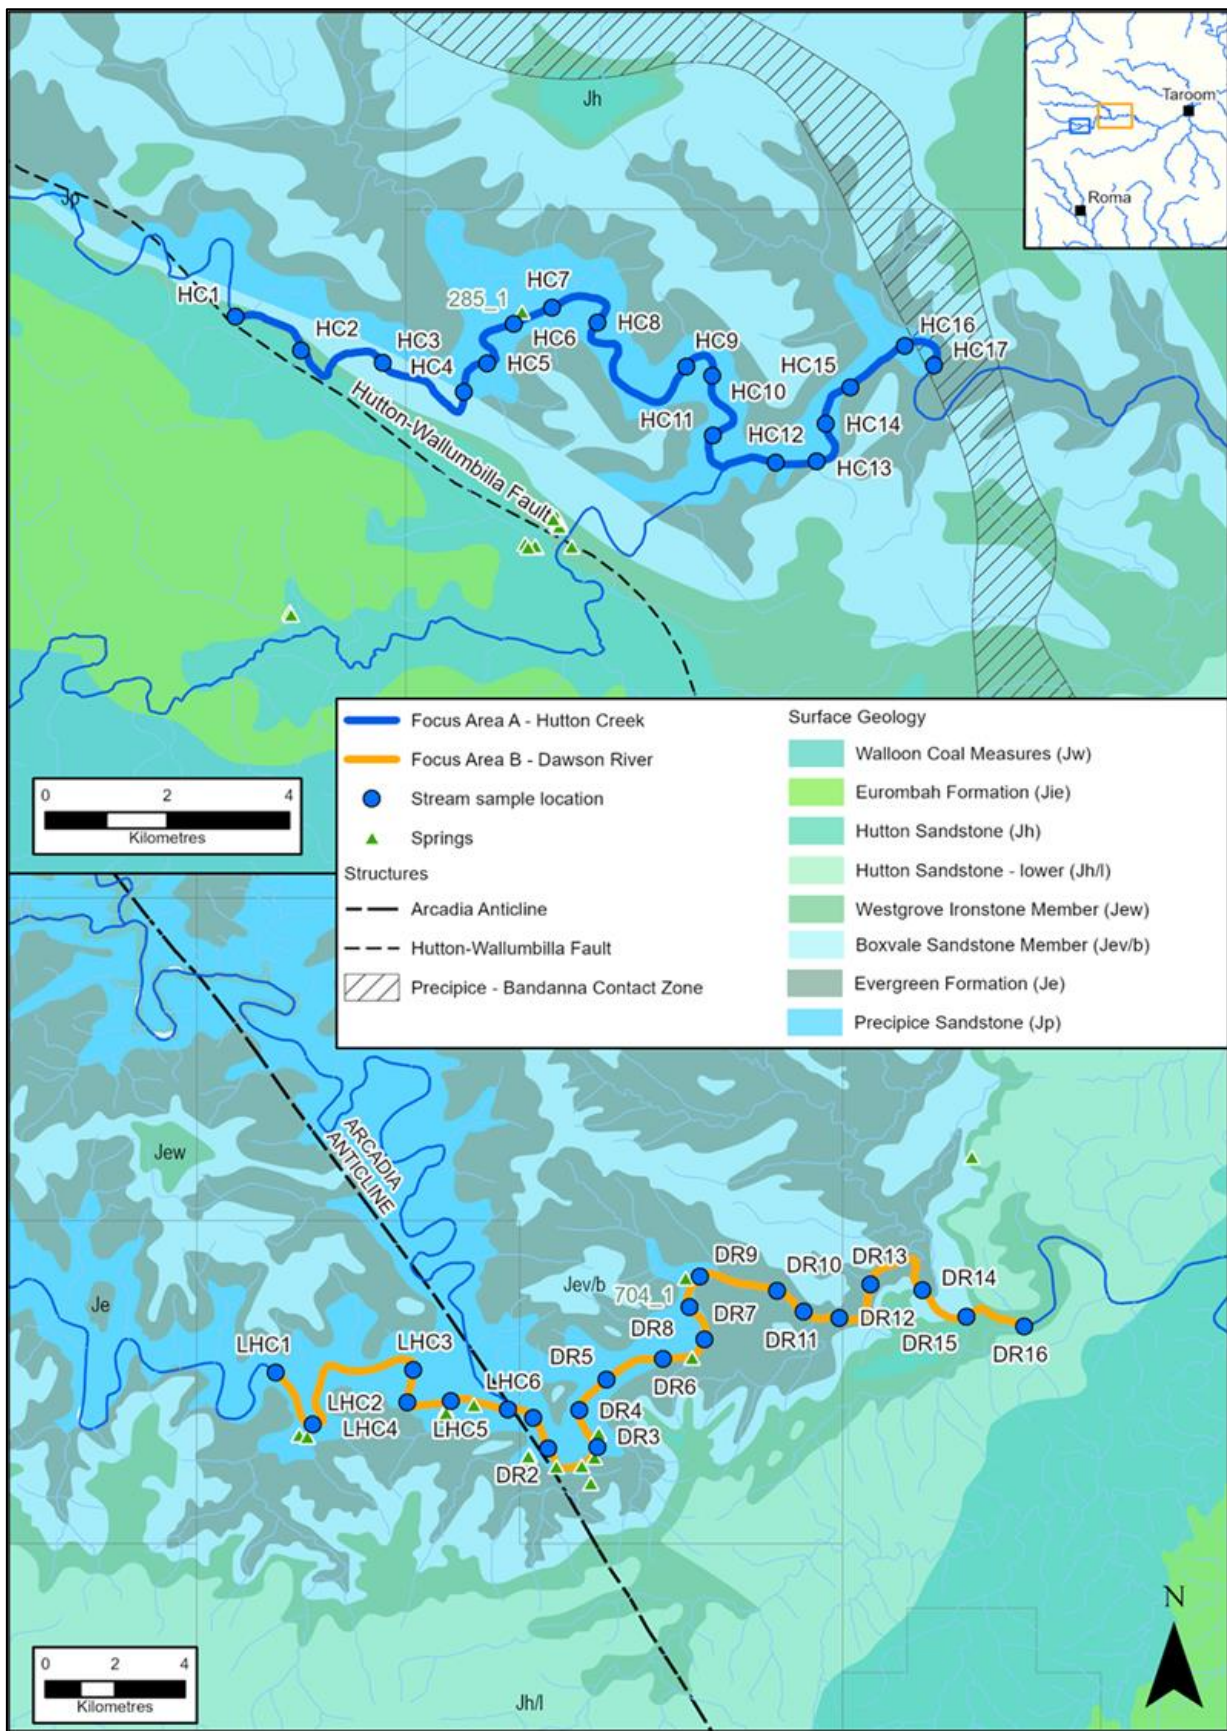 Jh
Taroom
Roma
Jp
HC1
HC2
HC3
HC4
HC5
285_1
HC6
HC7
HC8
HC9
HC10
HC11
HC12
HC13
HC14
HC15
HC16
HC17
Hutton-Wallumbilla Fault
0 2 4
Kilometres
Focus Area A - Hutton Creek
Focus Area B - Dawson River
Stream sample location
Springs
Structures
Arcadia Anticline
Hutton-Wallumbilla Fault
Precipice - Bandanna Contact Zone
Surface Geology
Walloon Coal Measures (Jw)
Eurombah Formation (Jie)
Hutton Sandstone (Jh)
Hutton Sandstone - lower (Jh/l)
Westgrove Ironstone Member (Jew)
Boxvale Sandstone Member (Jev/b)
Evergreen Formation (Je)
Precipice Sandstone (Jp)
ARCADIA
ANTICLINE
Jew
Je
Jev/b
LHC1
LHC2
LHC3
LHC4
LHC5
LHC6
DR2
DR3
DR4
DR5
DR6
DR7
DR8
704_1
DR9
DR10
DR11
DR12
DR13
DR14
DR15
DR16
N
0 2 4
Kilometres
Jh/l